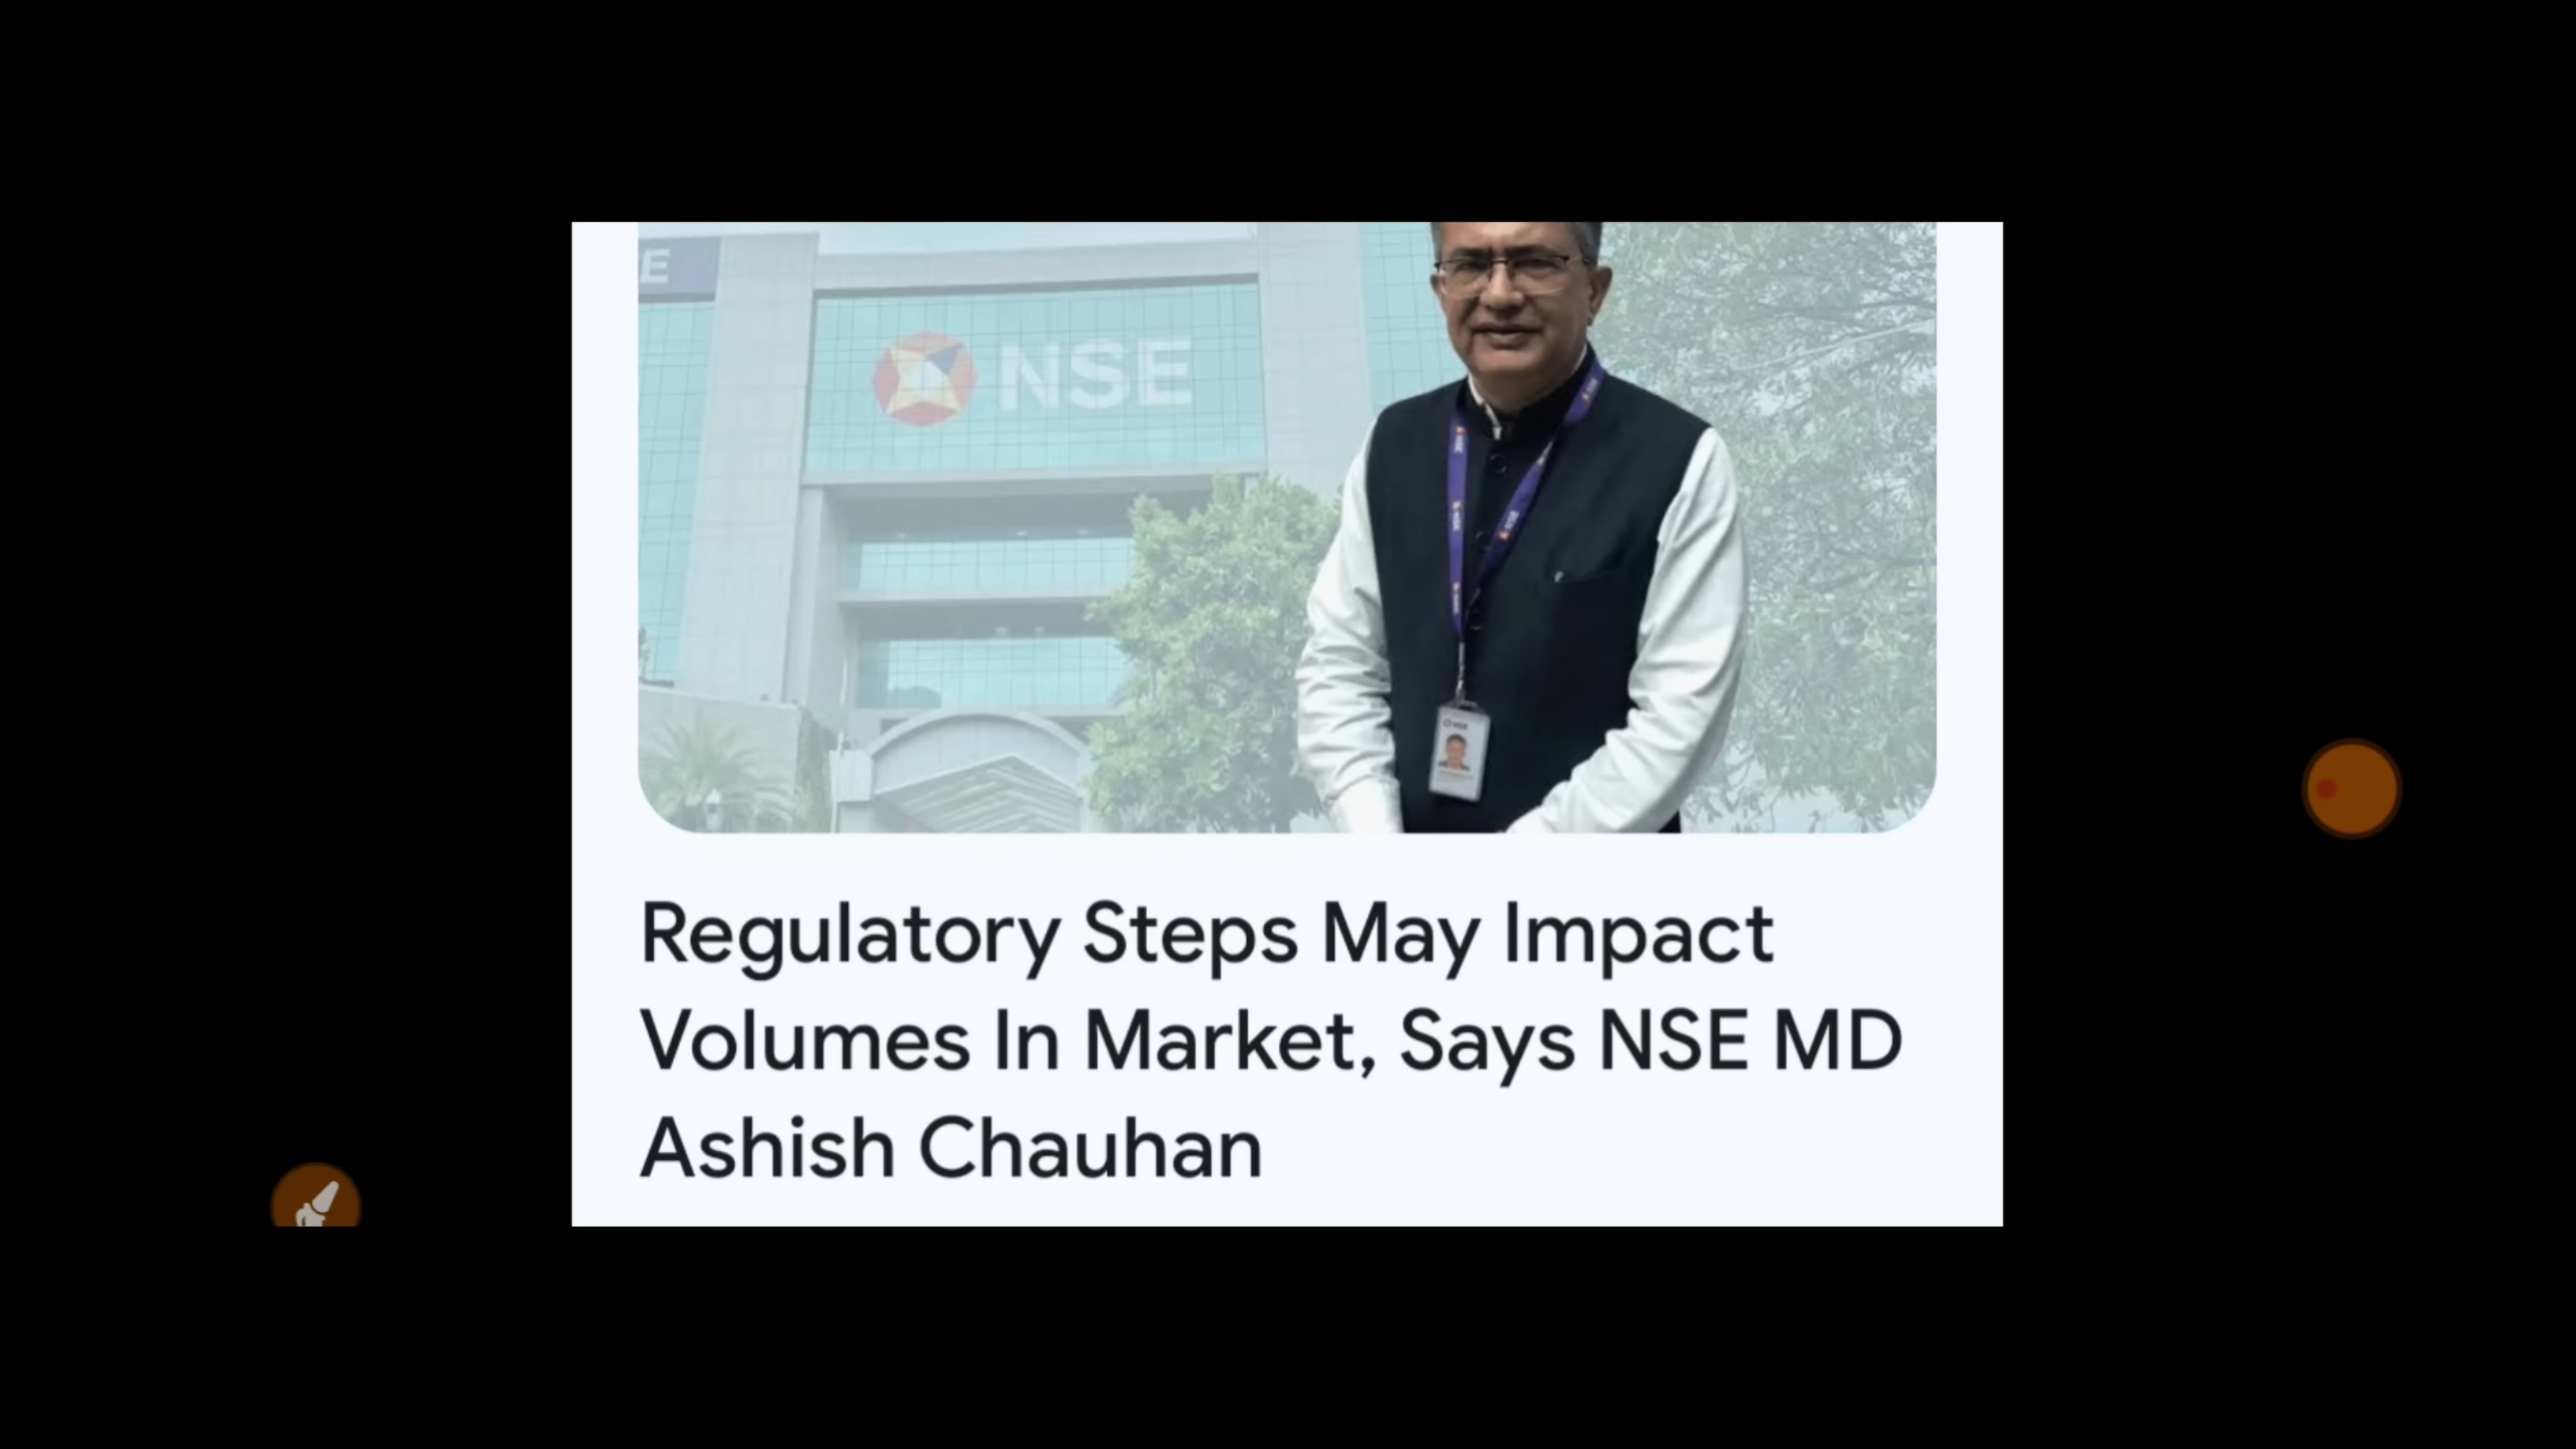 E
NSE
Regulatory Steps May Impact
Volumes In Market, Says NSE MD
Ashish Chauhan